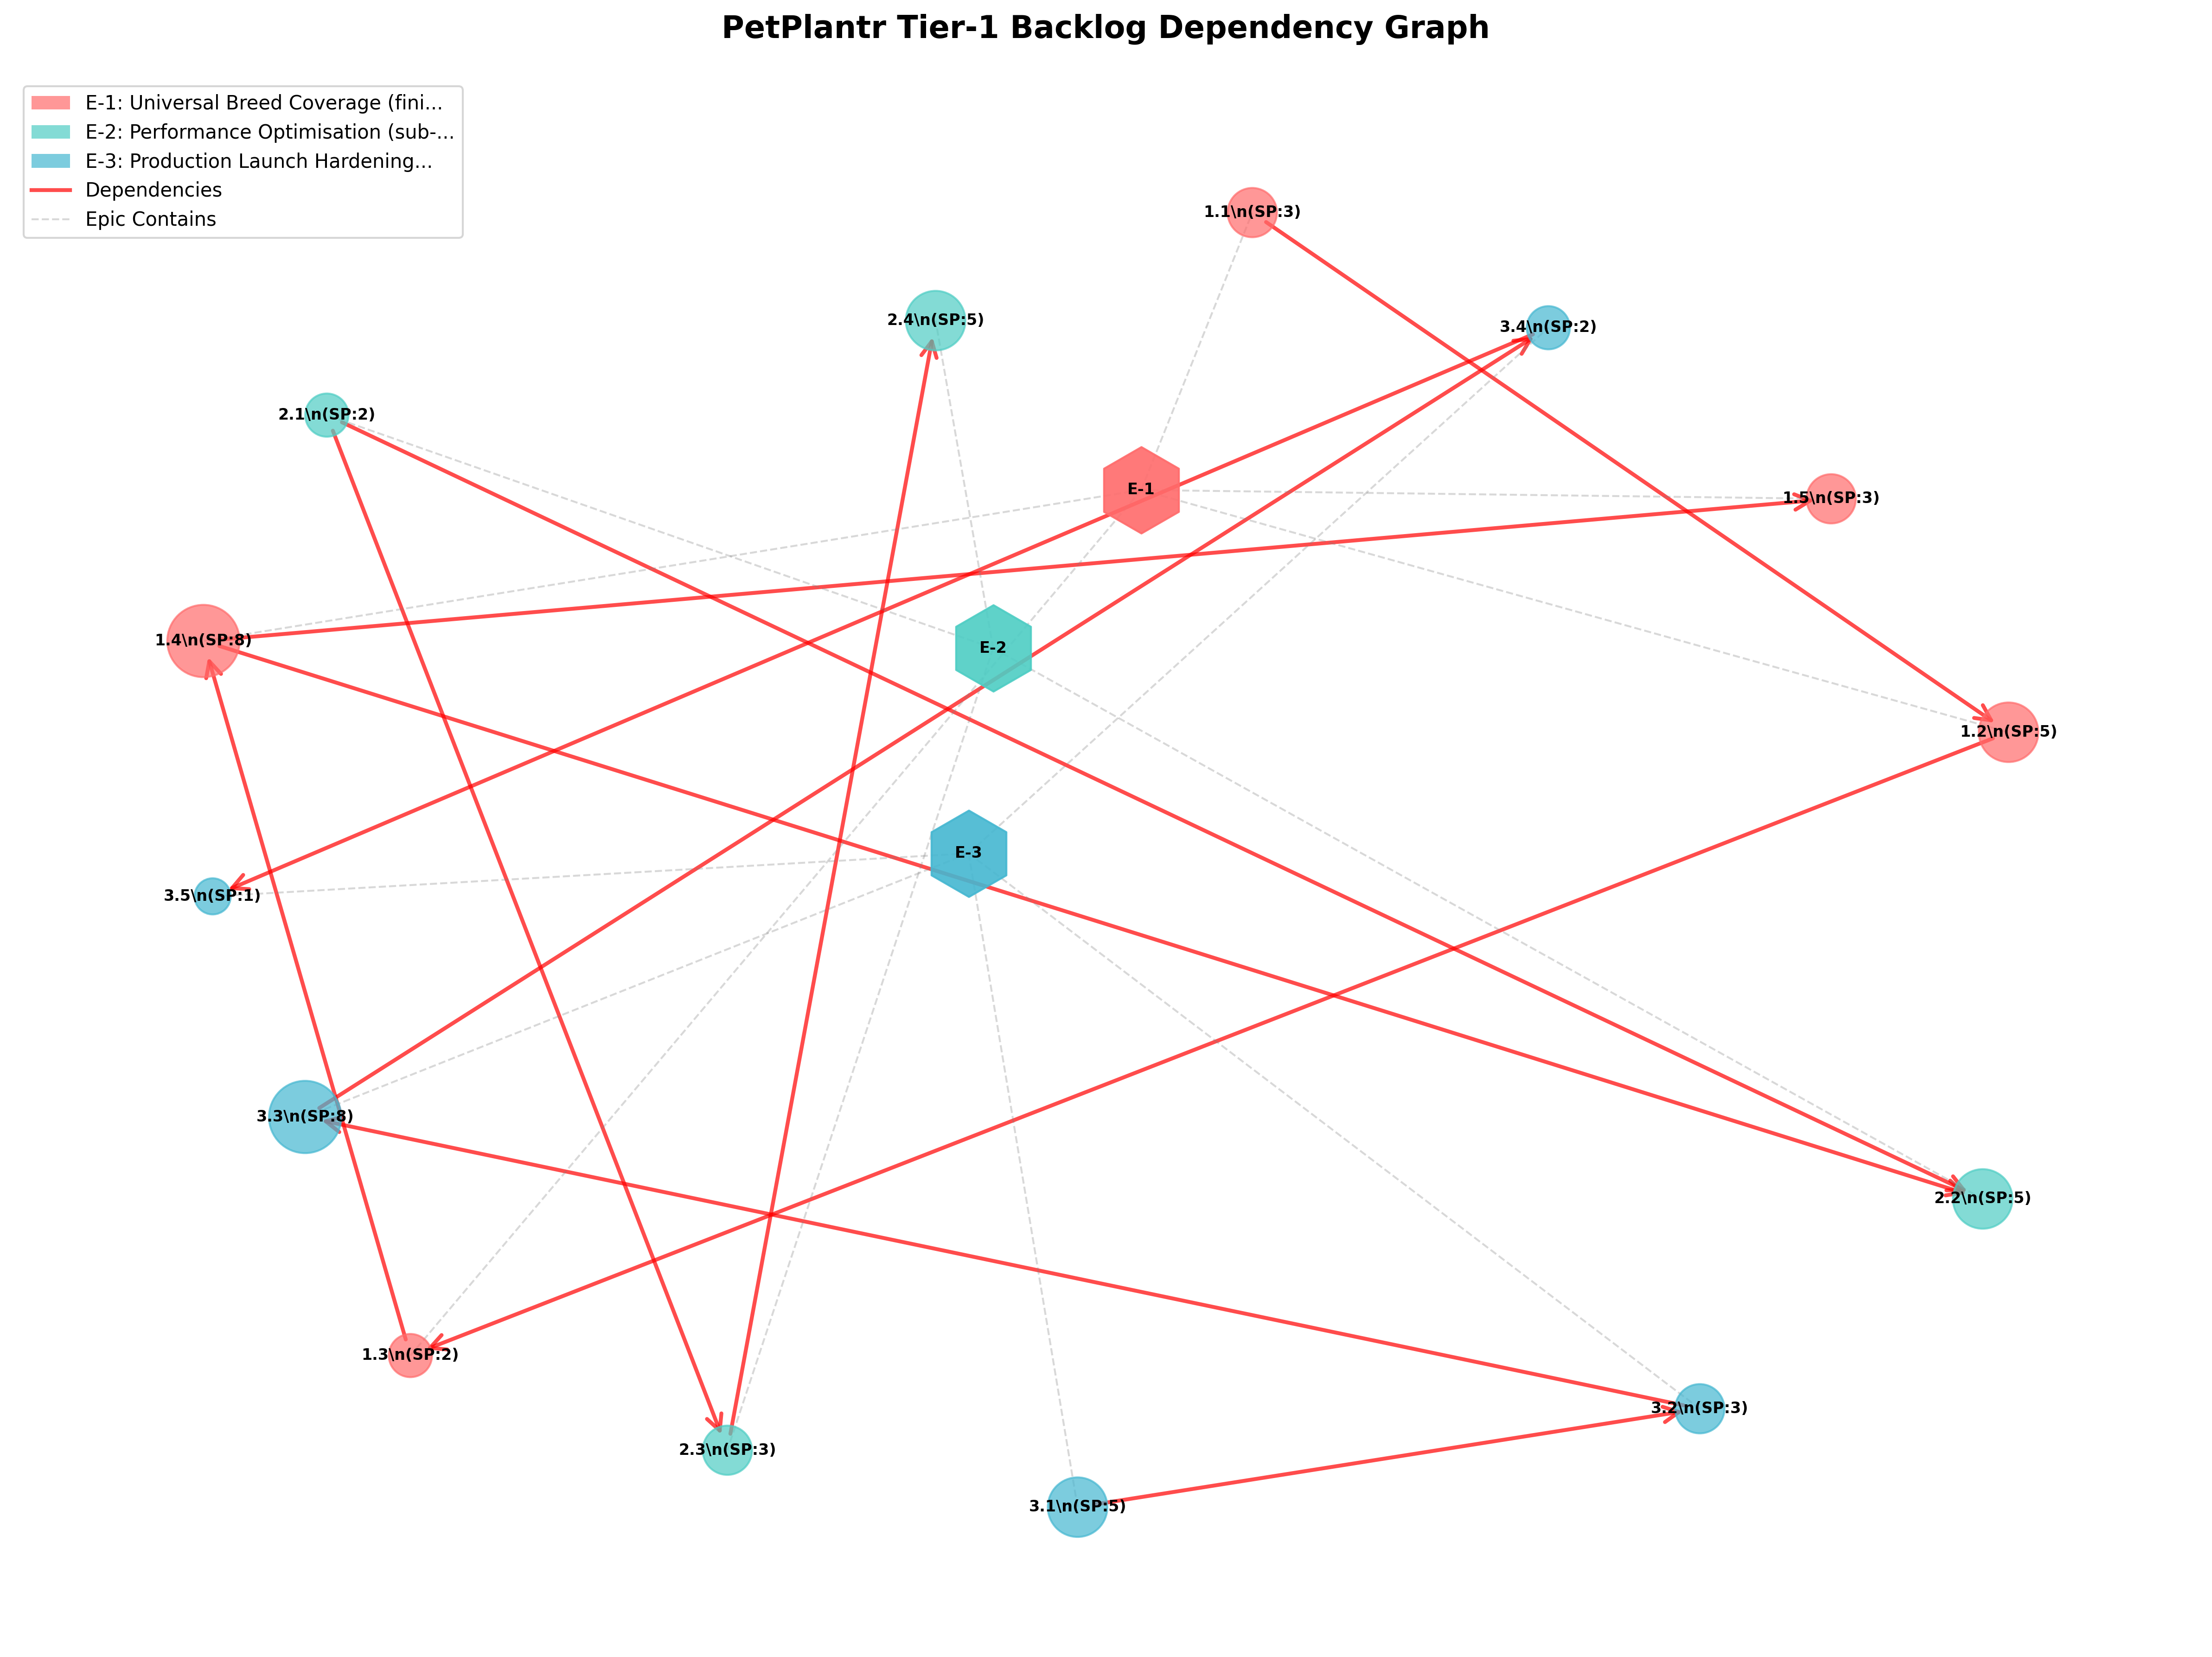 PetPlantr Tier-1 Backlog Dependency Graph
E-1: Universal Breed Coverage (fini...
E-2: Performance Optimisation (sub-...
E-3: Production Launch Hardening...
Dependencies
Epic Contains
1.1\n(SP:3)
2.4\n(SP:5)
3.4\n(SP:2)
2.1\n(SP:2)
E-1
1.5\n(SP:3)
1.4\n(SP:8)
E-2
1.2\n(SP:5)
E-3
3.5\n(SP:1)
3.3\n(SP:8)
2.2\n(SP:5)
1.3\n(SP:2)
3.2\n(SP:3)
2.3\n(SP:3)
3.1\n(SP:5)